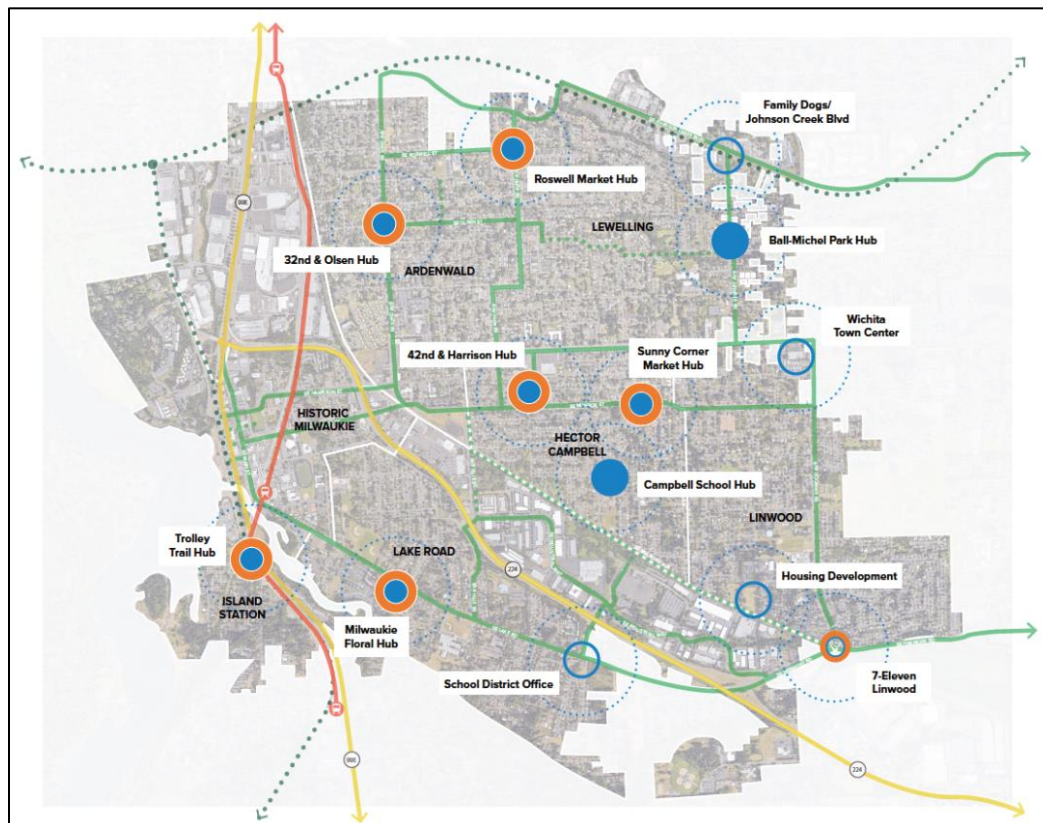 Family Dogs/
Johnson Creek Blvd
Roswell Market Hub
99E
LEWELLING
Ball-Michel Park Hub
32nd & Olsen Hub
ARDENWALD
Wichita
Town Center
42nd & Harrison Hub
Sunny Corner
Market Hub
HISTORIC
MILWAUKIE
HECTOR
CAMPBELL
Campbell School Hub
LINWOOD
Trolley
Trail Hub
LAKE ROAD
224
Housing Development
ISLAND
STATION
Milwaukie
Floral Hub
School District Office
7-Eleven
Linwood
99E
224